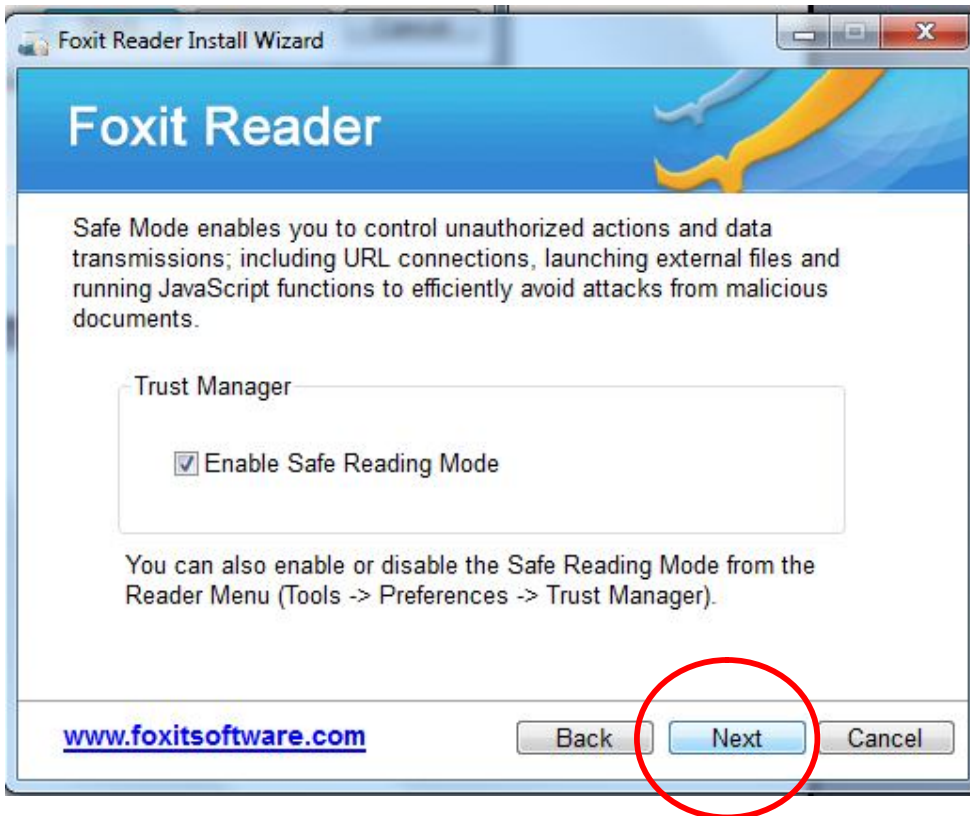 Foxit Reader Install Wizard
Foxit Reader
Safe Mode enables you to control unauthorized actions and data
transmissions; including URL connections, launching external files and
running JavaScript functions to efficiently avoid attacks from malicious
documents.
Trust Manager
Enable Safe Reading Mode
You can also enable or disable the Safe Reading Mode from the
Reader Menu (Tools -> Preferences -> Trust Manager).
www.foxitsoftware.com Back Next Cancel